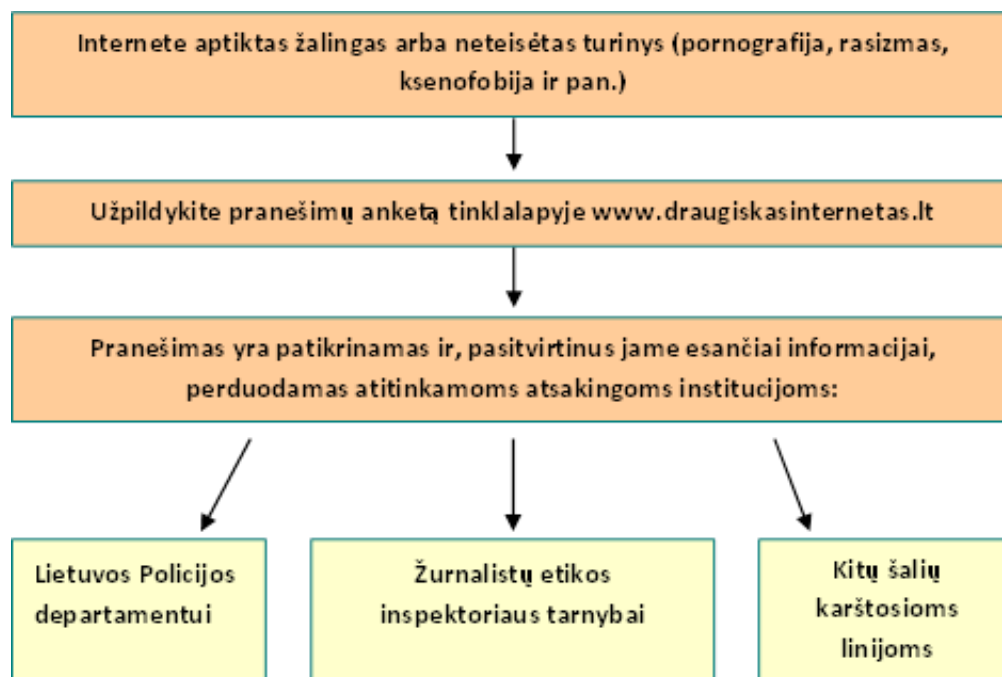 Internete aptiktas žalingas arba neteisėtas turinys (pornografija, rasizmas,
ksenofobija ir pan.)
Užpildykite pranešimų anketą tinklalapyje www.draugiskasinternetas.lt
Pranešimas yra patikrinamas ir, pasitvirtinus jame esančiai informacijai,
perduodamas atitinkamoms atsakingoms institucijoms:
Lietuvos Policijos
departamentui
Žurnalistų etikos
inspektoriaus tarnybai
Kitų šalių
karštosioms
linijoms